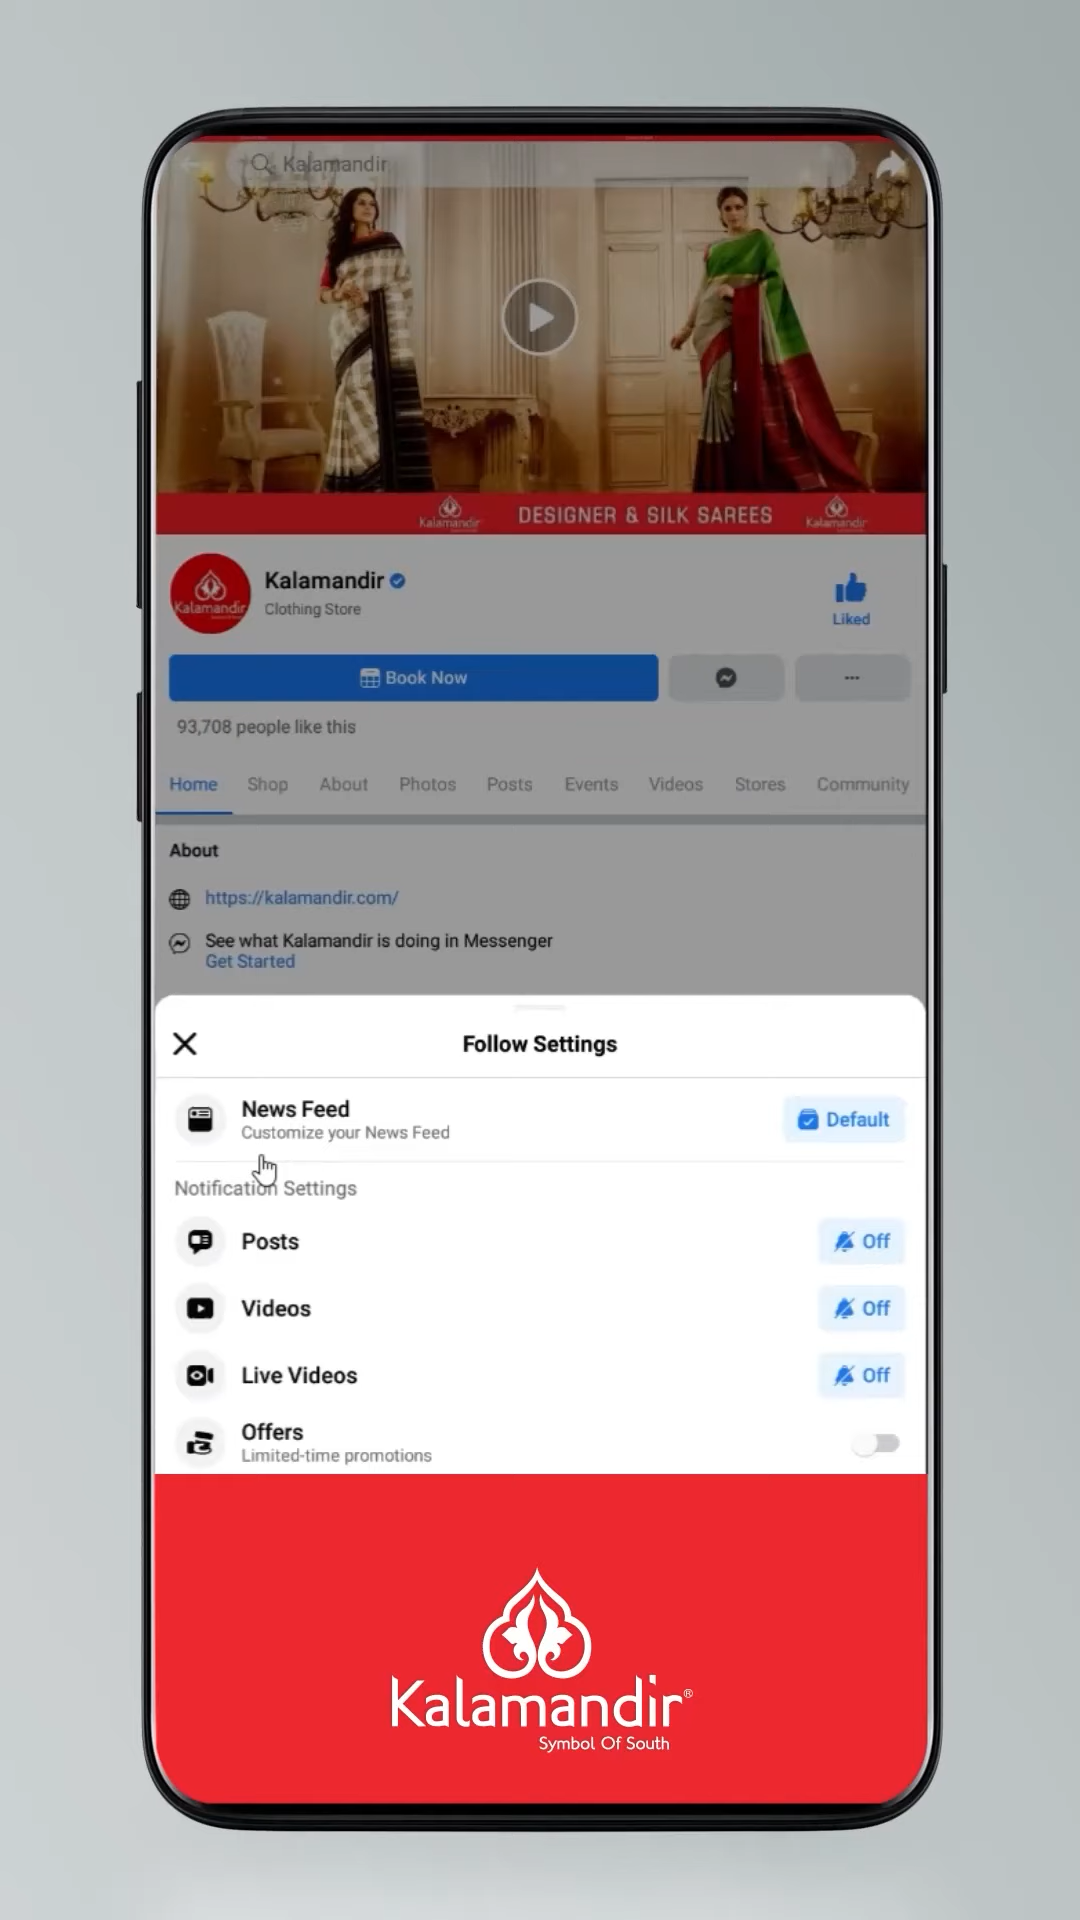 Kalamandir
Kalamandir
DESIGNER & SILK SAREES
Kalamandir
Kalamandir
Kalamandir
Clothing Store
Liked
Book Now
93,708 people like this
Home Shop About Photos Posts Events Videos Stores Community
About
https://kalamandir.com/
See what Kalamandir is doing in Messenger
Get Started
Follow Settings
News Feed
Customize your News Feed
Default
Notification Settings
Posts
Off
Videos
Off
Live Videos
Off
Offers
Limited-time promotions
Kalamandir®
Symbol Of South